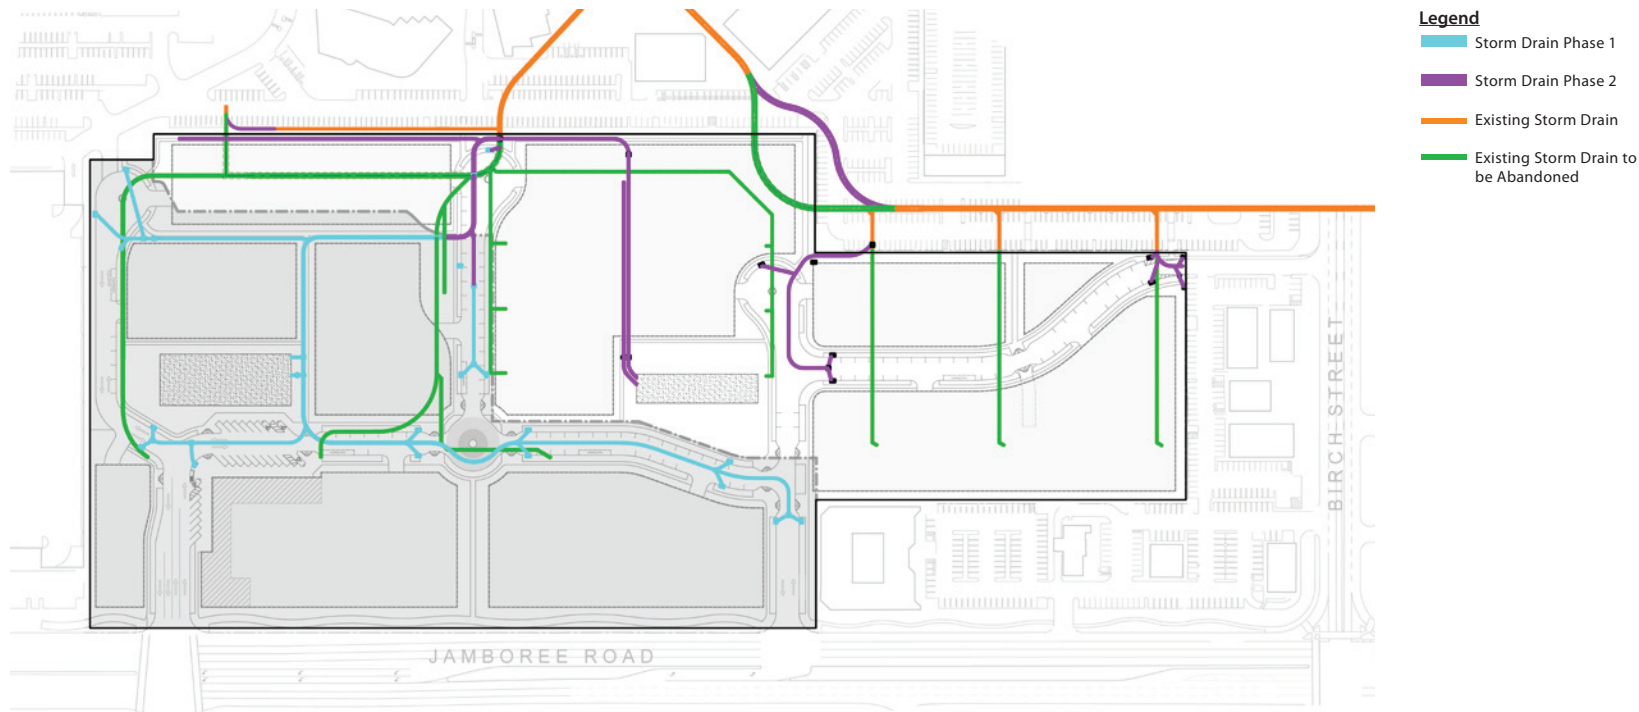 Legend
Storm Drain Phase 1
Storm Drain Phase 2
Existing Storm Drain
Existing Storm Drain to
be Abandoned
BIRCH STREET
JAMBOREE ROAD